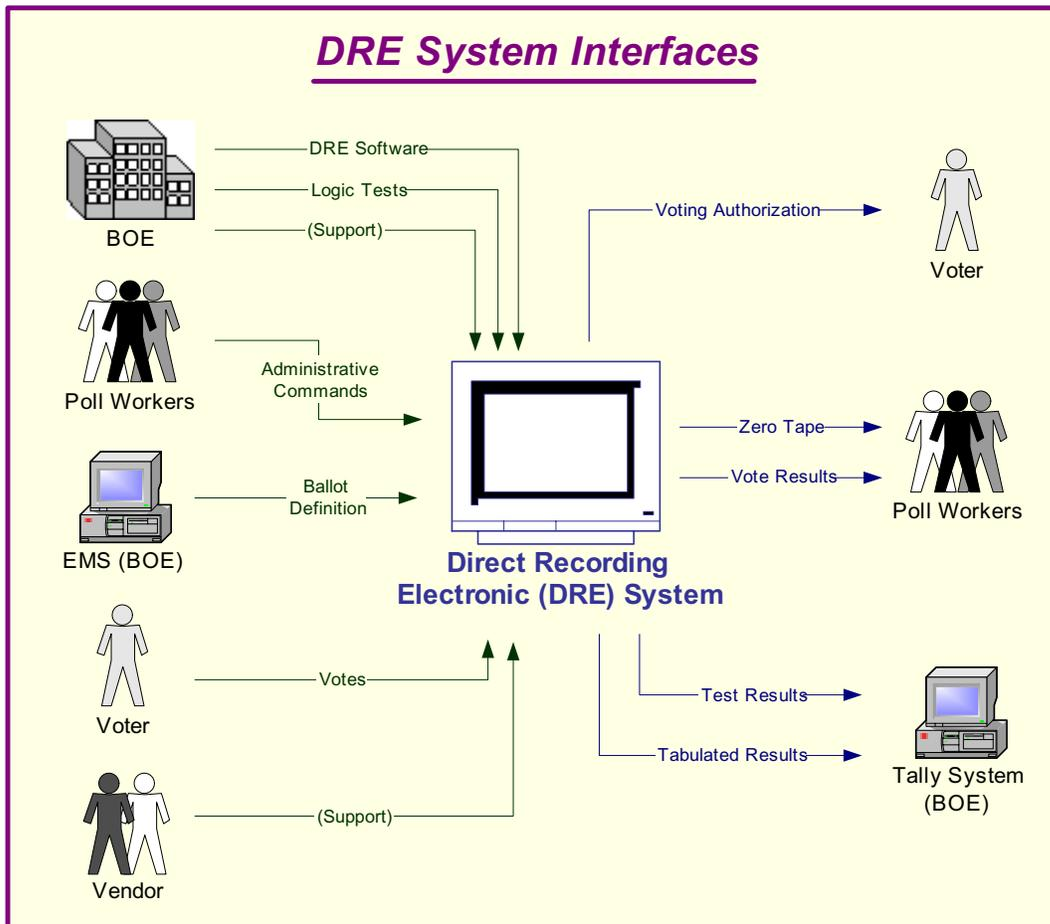 DRE System Interfaces
DRE Software
Logic Tests
(Support)
BOE
Voting Authorization
Voter
Poll Workers
Administrative
Commands
Zero Tape
Vote Results
Poll Workers
EMS (BOE)
Ballot
Definition
Direct Recording
Electronic (DRE) System
Voter
Votes
Test Results
Tabulated Results
Tally System
(BOE)
Vendor
(Support)